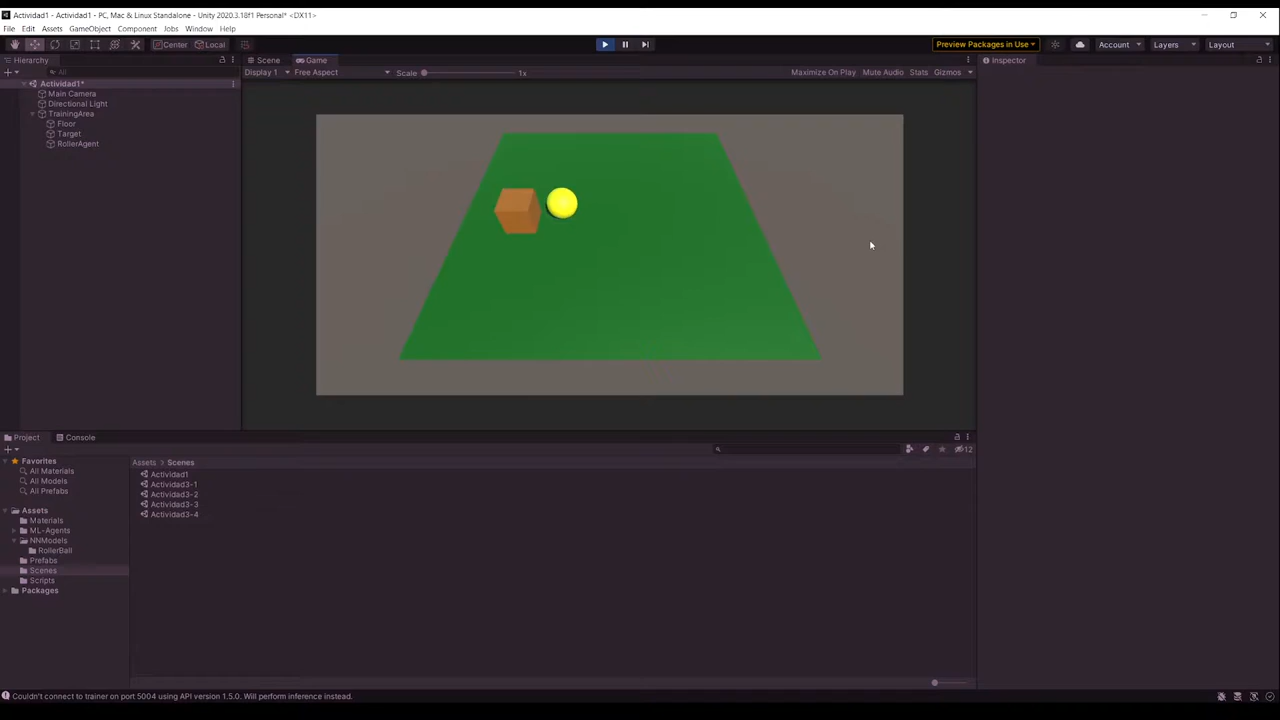 Actividad1 - Actividad1 - PC, Mac & Linux Standalone - Unity 2020.3.18f1 Personal* <DX11>
File Edit Assets GameObject Component Jobs Window Help
Center Local Preview Packages in Use Account Layers Layout
Hierarchy Scene Game Inspector
All Display 1 Free Aspect Scale 1x Maximize On Play Mute Audio Stats Gizmos
Actividad1*
Main Camera
Directional Light
TrainingArea
Floor
Target
RollerAgent
Project Console
12
Favorites
All Materials
All Models
All Prefabs
Assets
Materials
ML-Agents
NNModels
RollerBall
Prefabs
Scenes
Scripts
Packages
Assets > Scenes
Actividad1
Actividad3-1
Actividad3-2
Actividad3-3
Actividad3-4
Couldn't connect to trainer on port 5004 using API version 1.5.0. Will perform inference instead.